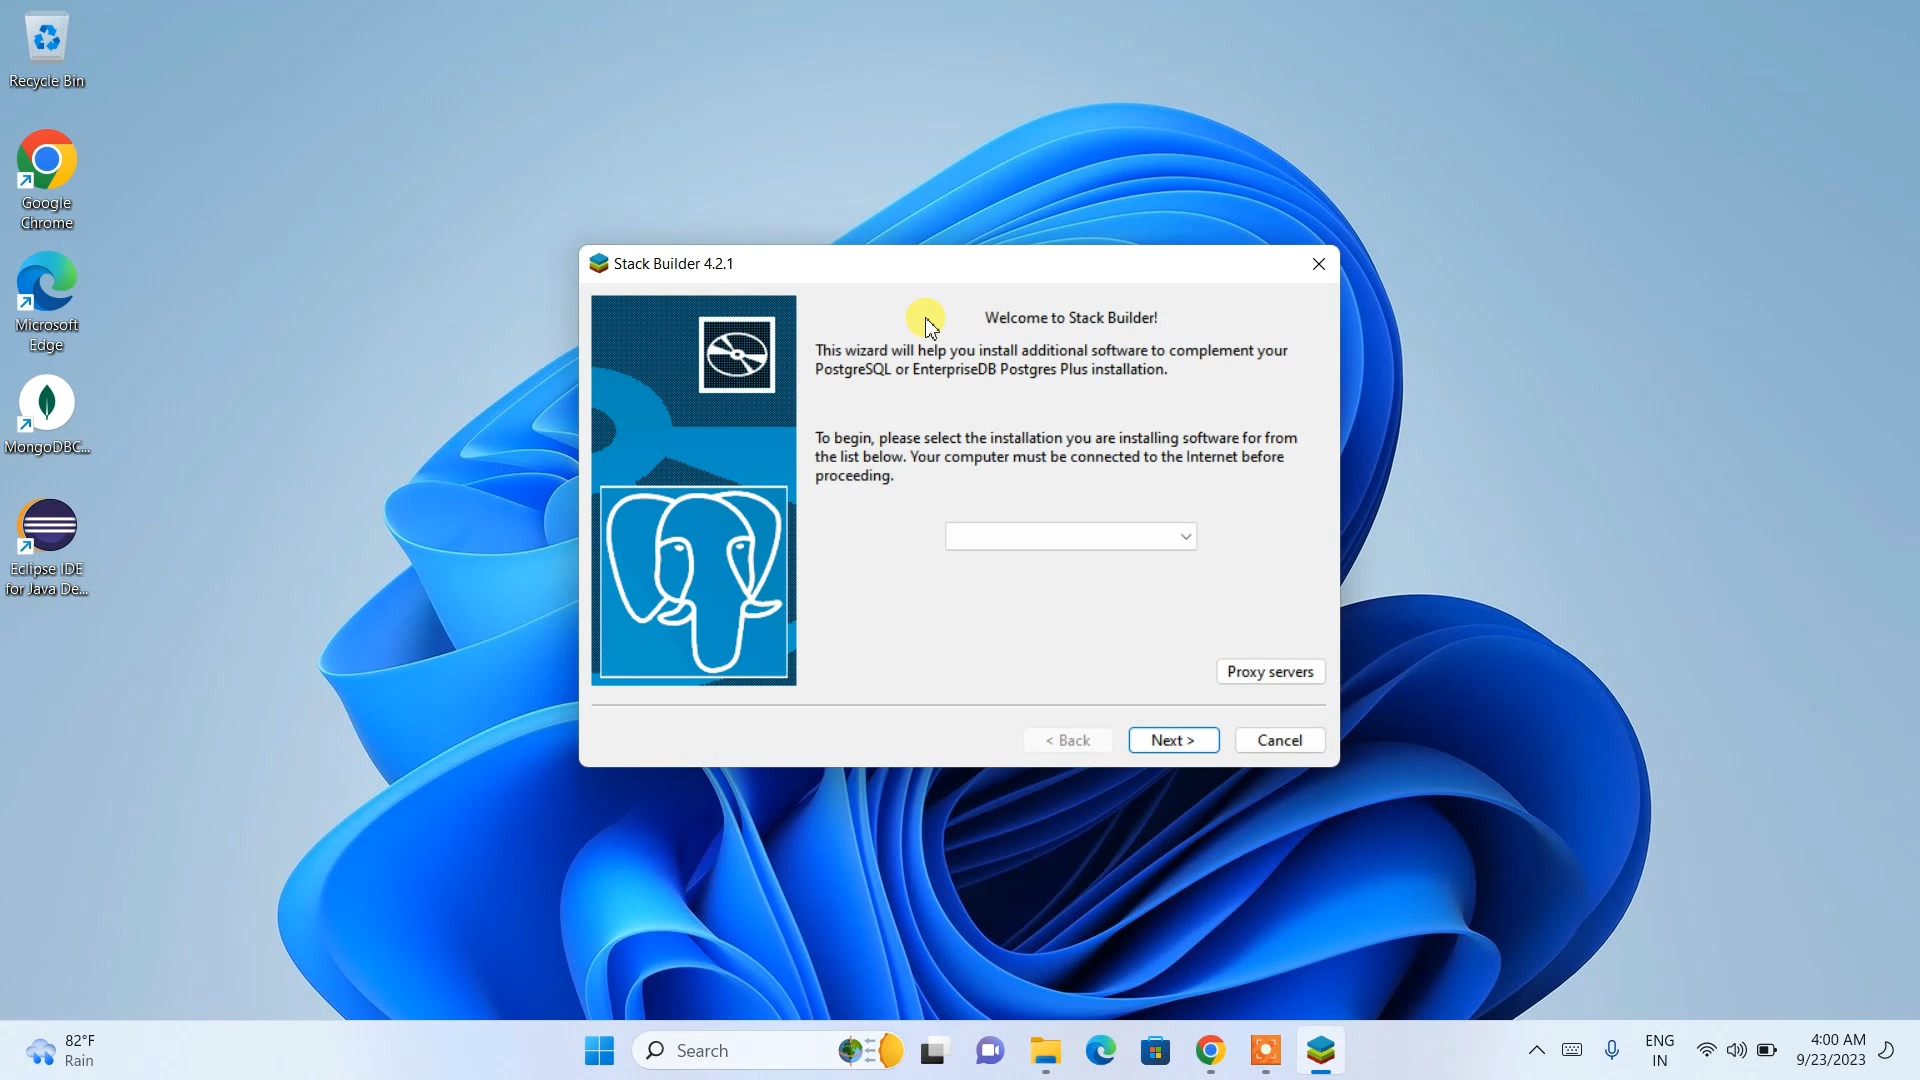 Recycle Bin
Google
Chrome
Microsoft
Edge
MongoDBC...
Eclipse IDE
for Java De...
Stack Builder 4.2.1
Welcome to Stack Builder!
This wizard will help you install additional software to complement your
PostgreSQL or EnterpriseDB Postgres Plus installation.
To begin, please select the installation you are installing software for from
the list below. Your computer must be connected to the Internet before
proceeding.
Proxy servers
< Back
Next >
Cancel
82°F
Rain
Search
ENG
IN
4:00 AM
9/23/2023